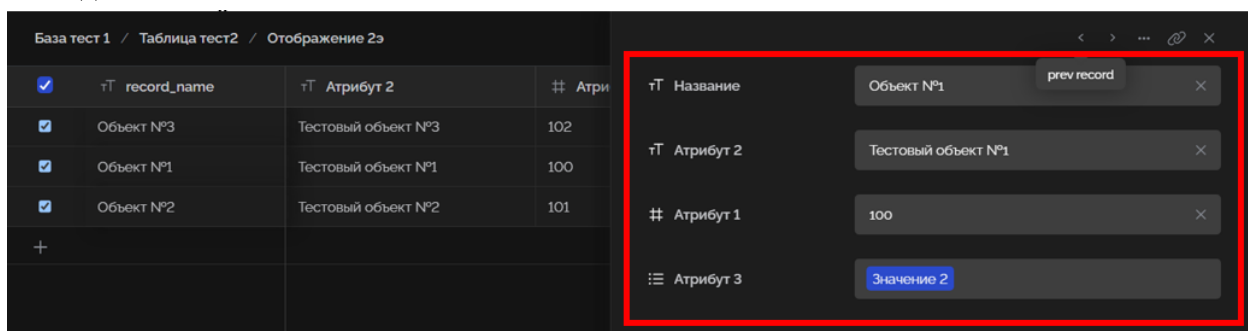 База тест 1 / Таблица тест2 / Отображение 2э
prev record
record_name Атрибут 2 Атри
Объект №3 Тестовый объект №3 102
Объект №1 Тестовый объект №1 100
Объект №2 Тестовый объект №2 101
Название Объект №1
Атрибут 2 Тестовый объект №1
Атрибут 1 100
Атрибут 3 Значение 2